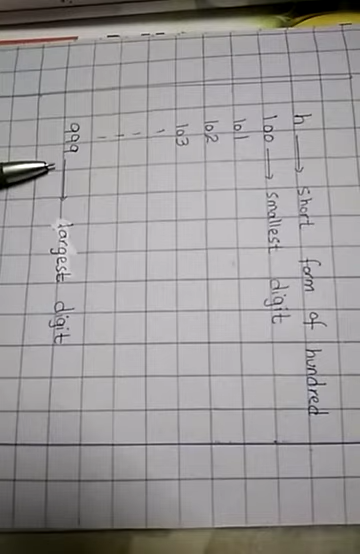 h → short form of hundred
100 → smallest digit
101
102
103
999 → largest digit